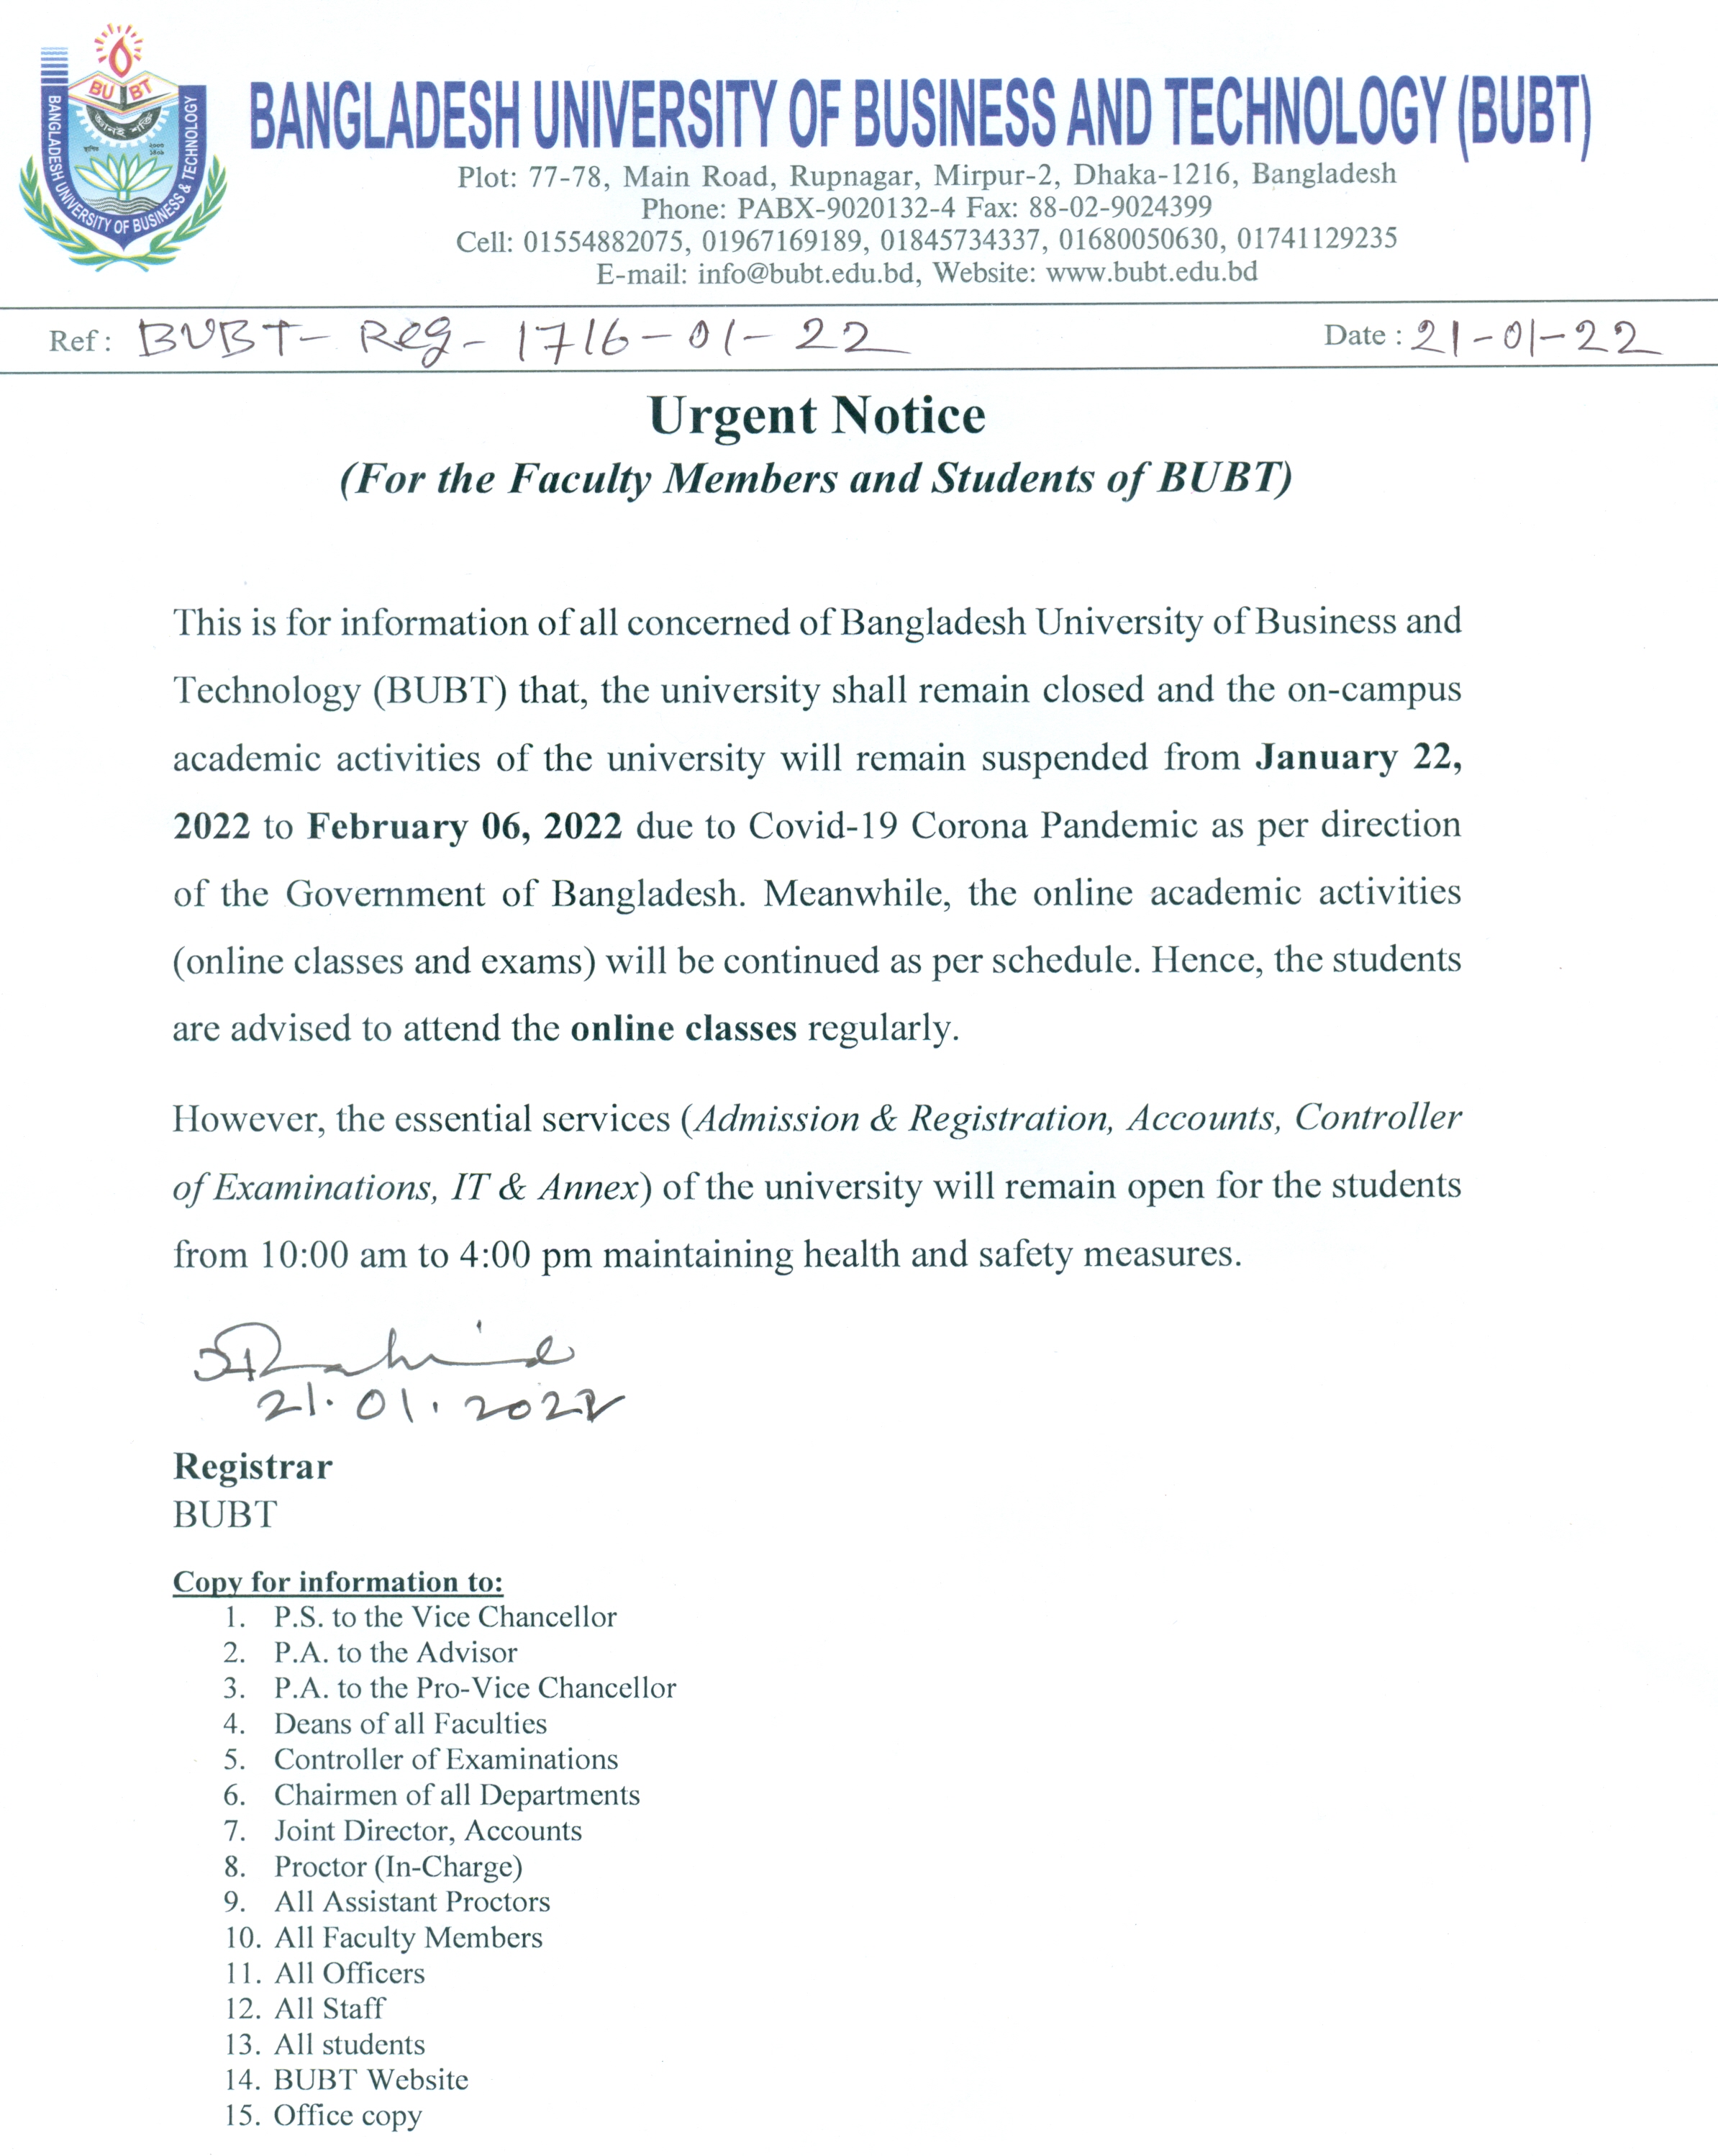 BU BT
জ্ঞানই শক্তি
স্থাপিত ২০০৩
BANGLADESH UNIVERSITY OF BUSINESS & TECHNOLOGY
BANGLADESH UNIVERSITY OF BUSINESS AND TECHNOLOGY (BUBT)
Plot: 77-78, Main Road, Rupnagar, Mirpur-2, Dhaka-1216, Bangladesh
Phone: PABX-9020132-4 Fax: 88-02-9024399
Cell: 01554882075, 01967169189, 01845734337, 01680050630, 01741129235
E-mail: info@bubt.edu.bd, Website: www.bubt.edu.bd
Ref : BUBT- Reg - 1716-01-22 Date : 21-01-22
Urgent Notice
(For the Faculty Members and Students of BUBT)
This is for information of all concerned of Bangladesh University of Business and
Technology (BUBT) that, the university shall remain closed and the on-campus
academic activities of the university will remain suspended from January 22,
2022 to February 06, 2022 due to Covid-19 Corona Pandemic as per direction
of the Government of Bangladesh. Meanwhile, the online academic activities
(online classes and exams) will be continued as per schedule. Hence, the students
are advised to attend the online classes regularly.
However, the essential services (Admission & Registration, Accounts, Controller
of Examinations, IT & Annex) of the university will remain open for the students
from 10:00 am to 4:00 pm maintaining health and safety measures.
21.01.2022
Registrar
BUBT
Copy for information to:
1. P.S. to the Vice Chancellor
2. P.A. to the Advisor
3. P.A. to the Pro-Vice Chancellor
4. Deans of all Faculties
5. Controller of Examinations
6. Chairmen of all Departments
7. Joint Director, Accounts
8. Proctor (In-Charge)
9. All Assistant Proctors
10. All Faculty Members
11. All Officers
12. All Staff
13. All students
14. BUBT Website
15. Office copy